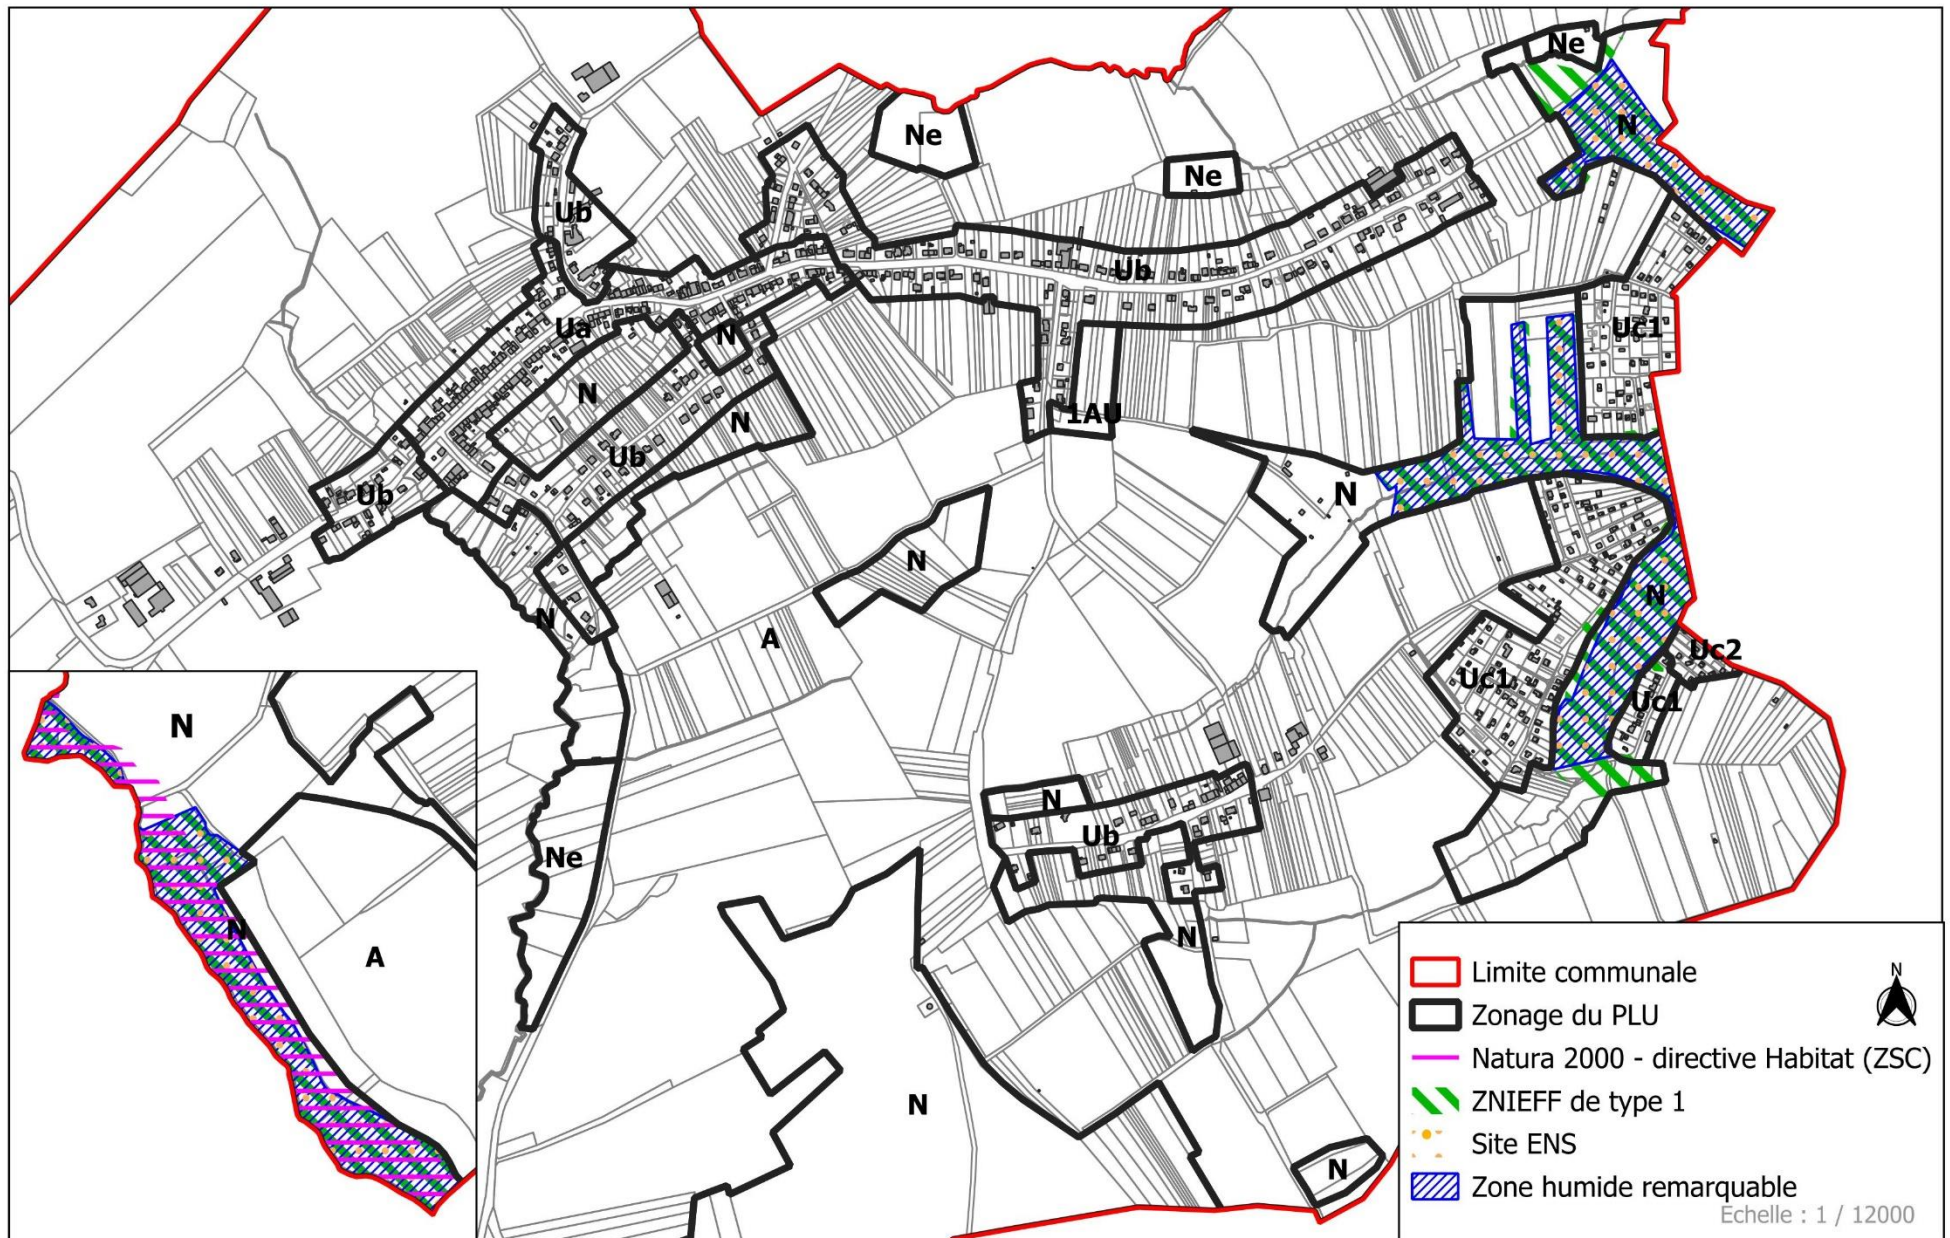 Ne
Ne
N
Ne
Ub
Ub
Ua
N
Uc1
N
N
1AU
Ub
Ub
N
N
N
N
A
Uc2
Uc1
Uc1
N
N
Ub
Ne
N
A
N
N
N
N
Limite communale
N
Zonage du PLU
Natura 2000 - directive Habitat (ZSC)
ZNIEFF de type 1
Site ENS
Zone humide remarquable
Echelle : 1 / 12000